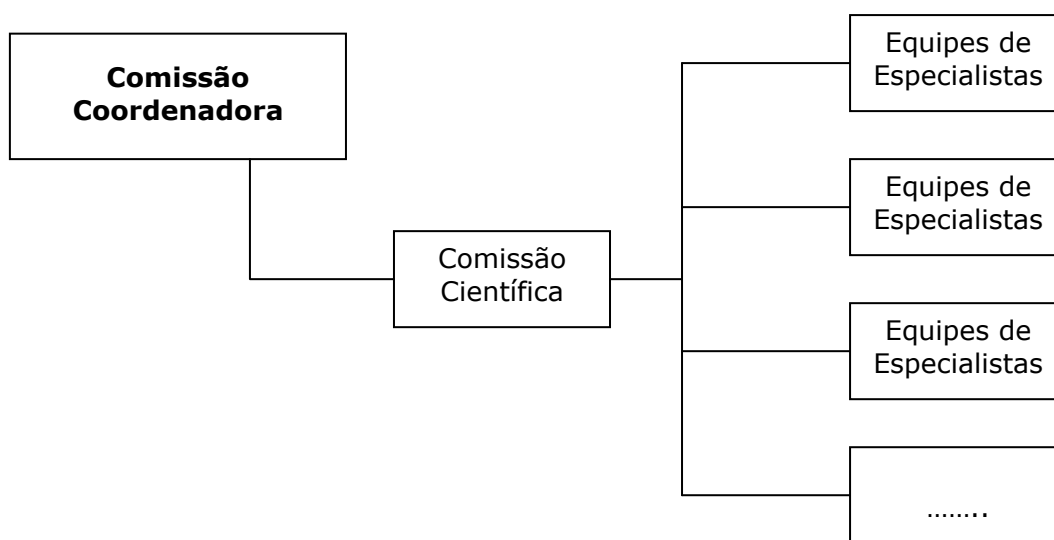 Comissão
Coordenadora
Equipes de
Especialistas
Equipes de
Especialistas
Comissão
Científica
Equipes de
Especialistas
……..